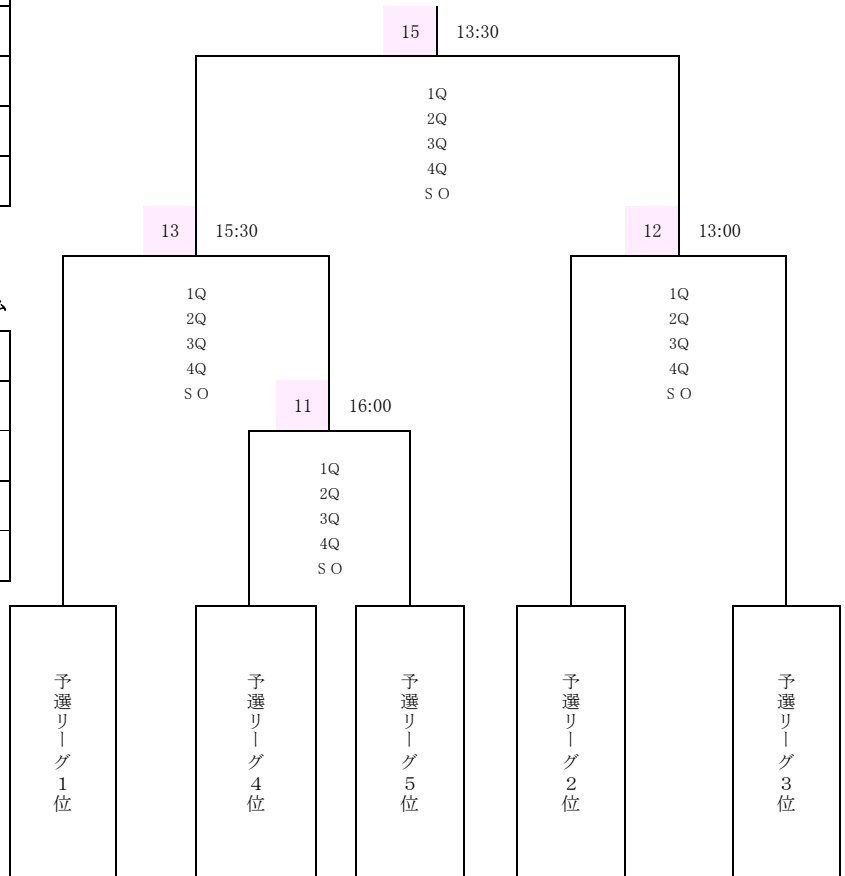 15 13:30
1Q
2Q
3Q
4Q
S O
13 15:30
12 13:00
1Q
2Q
3Q
4Q
S O
1Q
2Q
3Q
4Q
S O
11 16:00
1Q
2Q
3Q
4Q
S O
予選リーグ1位
予選リーグ4位
予選リーグ5位
予選リーグ2位
予選リーグ3位